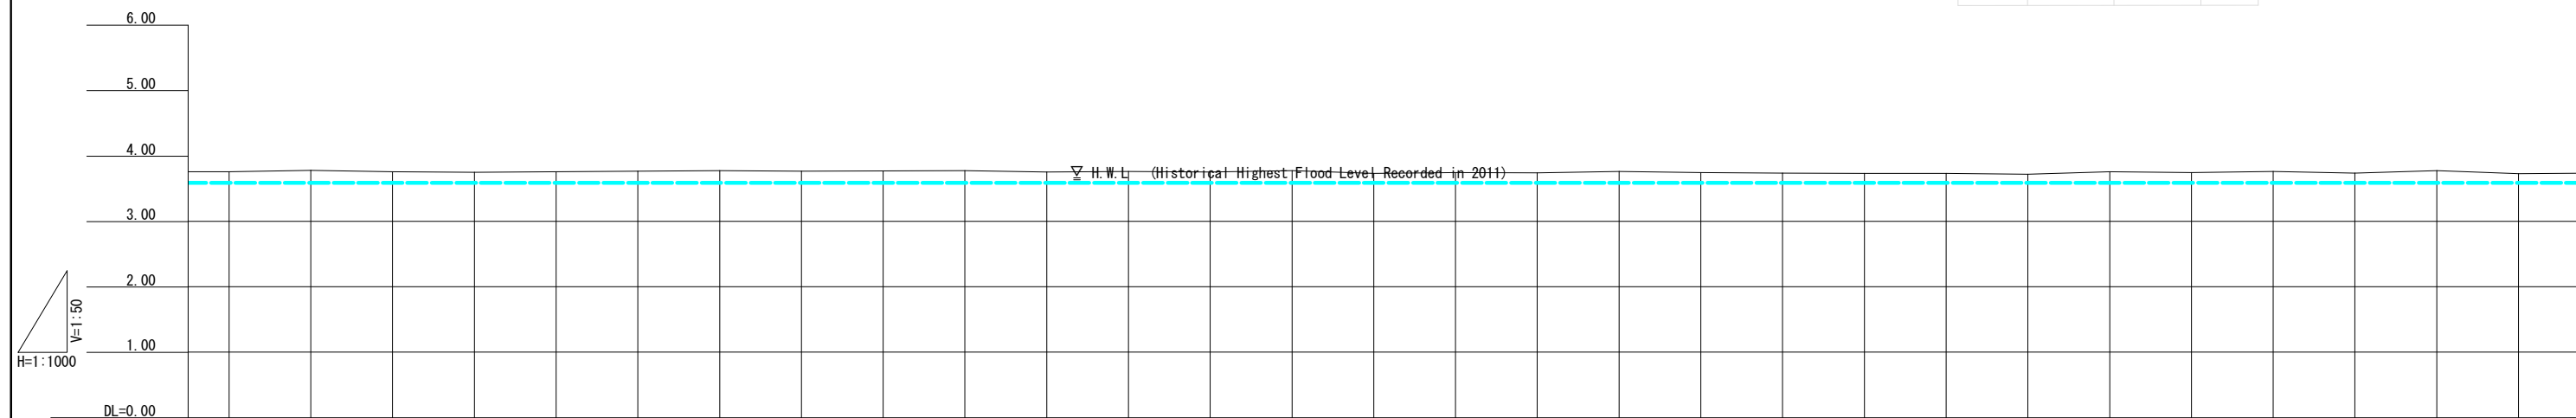 6.00
5.00
4.00
H.W.L (Historical Highest Flood Level Recorded in 2011)
3.00
2.00
V=1:50
1.00
H=1:1000
DL=0.00